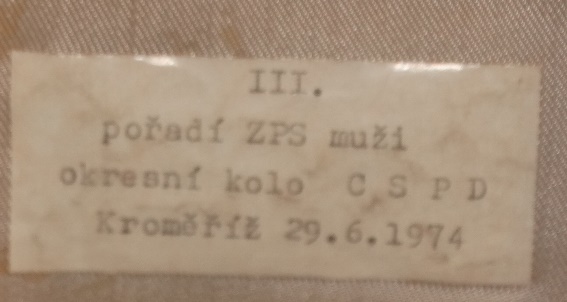 III.
pořadí ZPS muži
okresní kolo C S P D
Kroměříž 29.6.1974